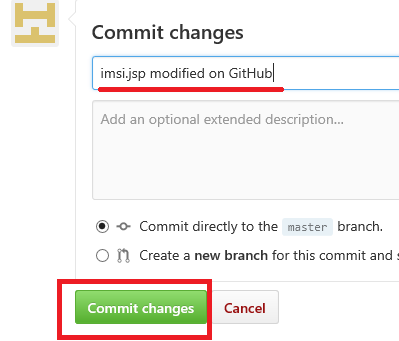 Commit changes
imsi.jsp modified on GitHub
Add an optional extended description...
Commit directly to the master branch.
Create a new branch for this commit and s
Commit changes
Cancel